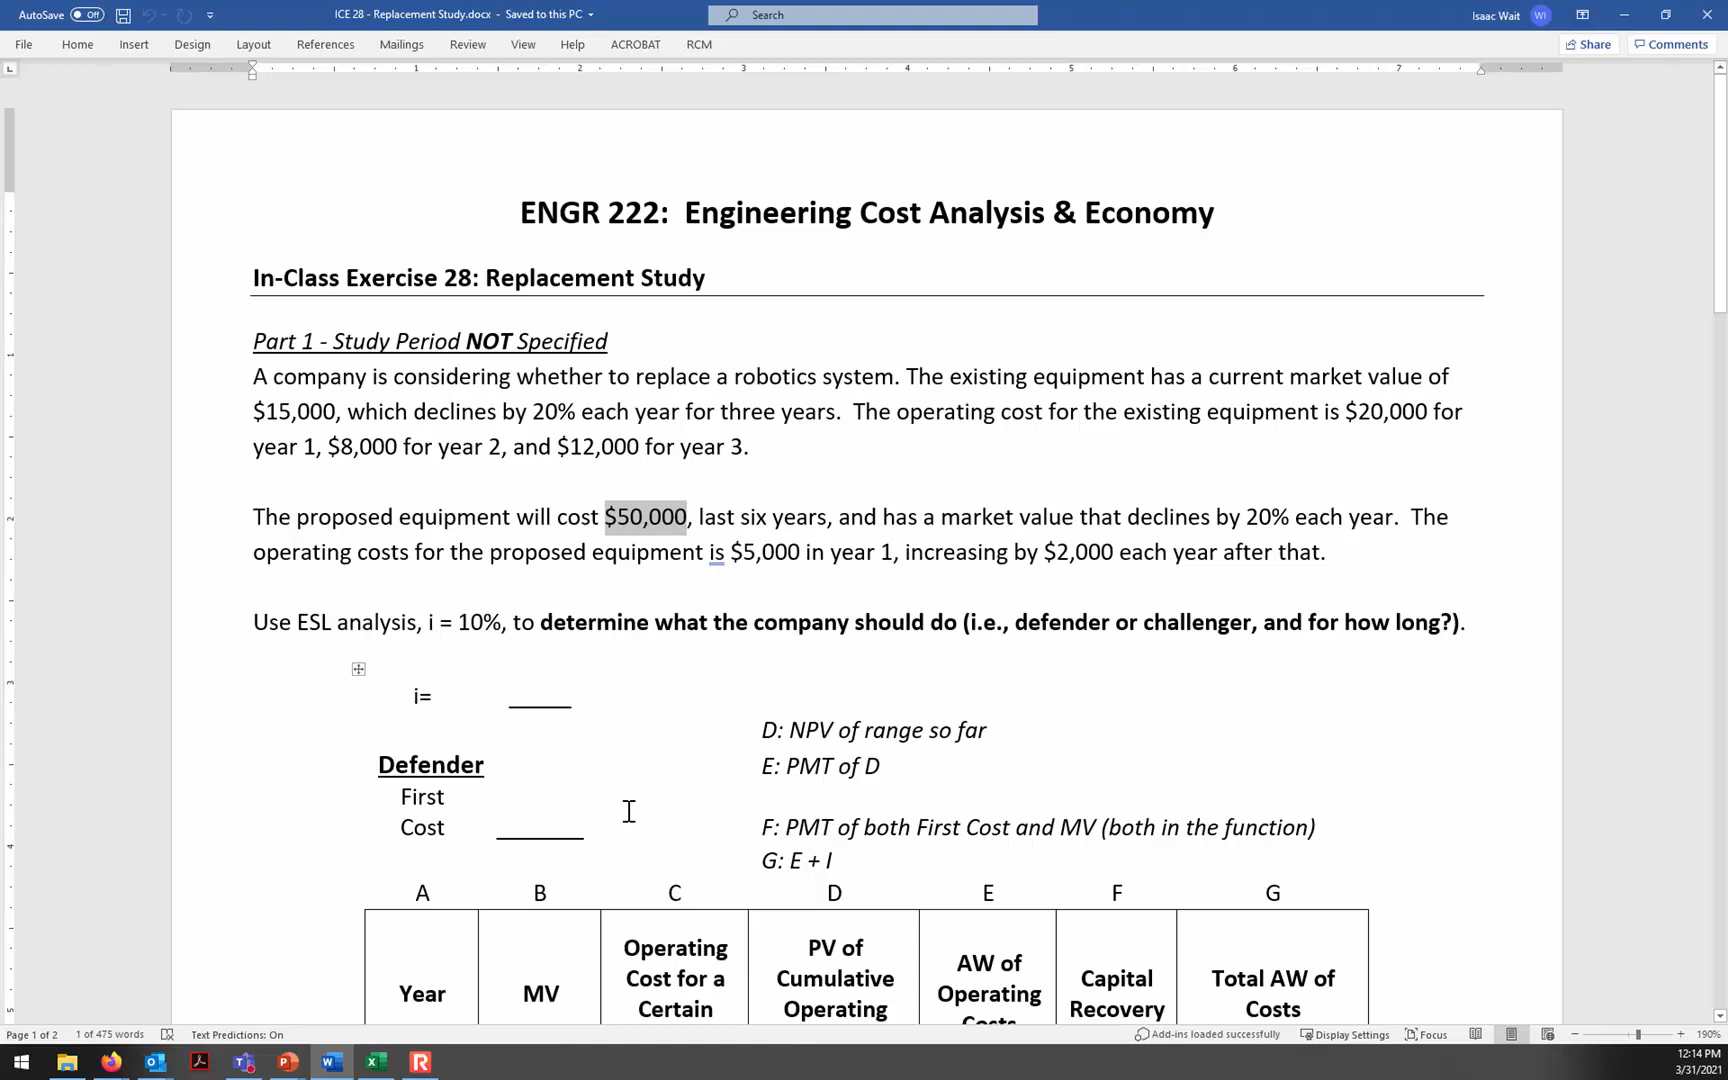 AutoSave Off
ICE 28 - Replacement Study.docx - Saved to this PC
Search
Isaac Wait WI
File Home Insert Design Layout References Mailings Review View Help ACROBAT RCM Share Comments
1 2 3 4 5 6 7
ENGR 222: Engineering Cost Analysis & Economy
In-Class Exercise 28: Replacement Study
Part 1 - Study Period NOT Specified
A company is considering whether to replace a robotics system. The existing equipment has a current market value of
$15,000, which declines by 20% each year for three years. The operating cost for the existing equipment is $20,000 for
year 1, $8,000 for year 2, and $12,000 for year 3.
The proposed equipment will cost $50,000, last six years, and has a market value that declines by 20% each year. The
operating costs for the proposed equipment is $5,000 in year 1, increasing by $2,000 each year after that.
Use ESL analysis, i = 10%, to determine what the company should do (i.e., defender or challenger, and for how long?).
i= _____
D: NPV of range so far
Defender
E: PMT of D
First
Cost _______
F: PMT of both First Cost and MV (both in the function)
G: E + I
A B C D E F G
Year
MV
Operating
Cost for a
Certain
PV of
Cumulative
Operating
AW of
Operating
Costs
Capital
Recovery
Total AW of
Costs
Page 1 of 2 1 of 475 words Text Predictions: On Add-ins loaded successfully Display Settings Focus 190%
12:14 PM
3/31/2021